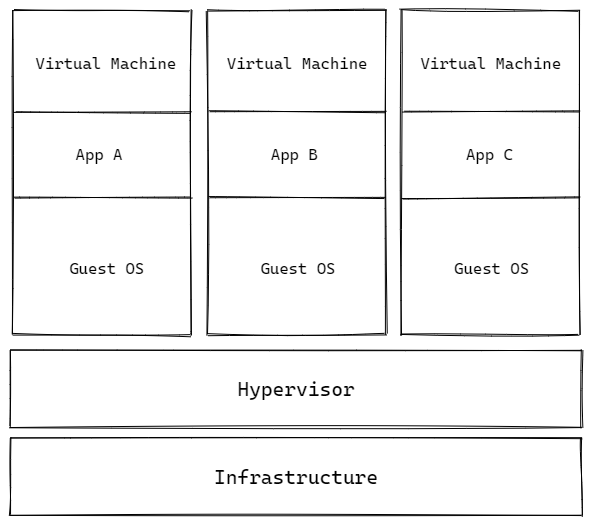 Virtual Machine
Virtual Machine
Virtual Machine
App A
App B
App C
Guest OS
Guest OS
Guest OS
Hypervisor
Infrastructure